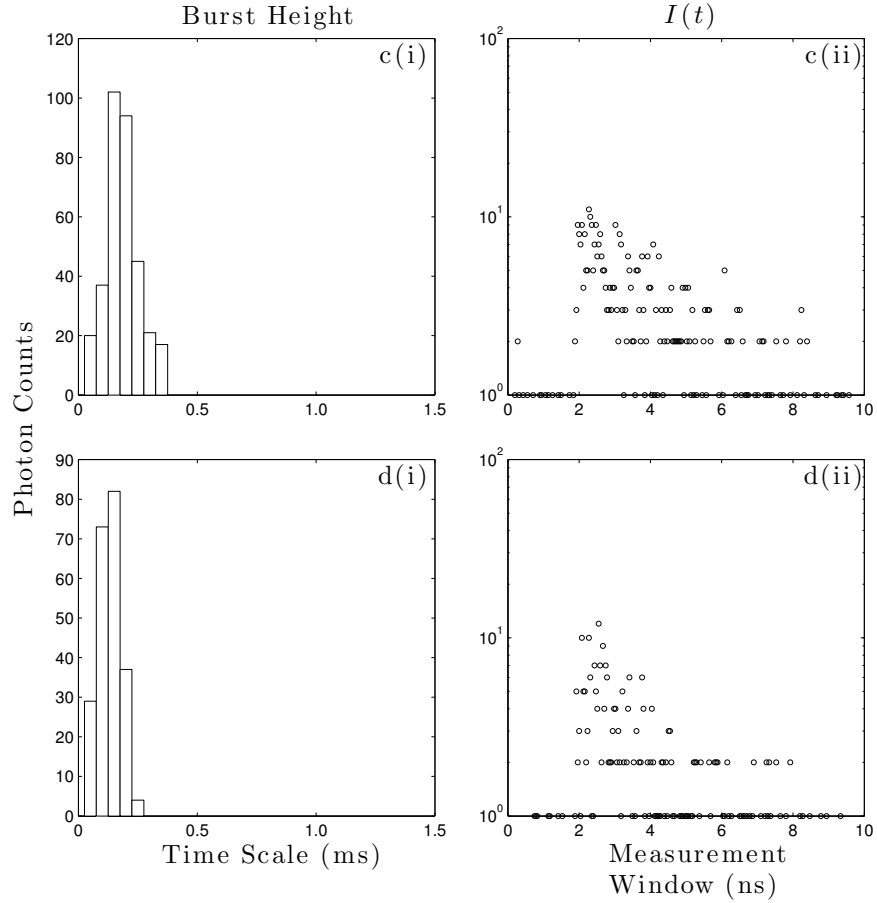 Burst Height
I(t)
Photon Counts
c(i)
120
100
80
60
40
20
0
0 0.5 1.0 1.5
c(ii)
10^2
10^1
10^0
0 2 4 6 8 10
d(i)
90
80
70
60
50
40
30
20
10
0
0 0.5 1.0 1.5
Time Scale (ms)
d(ii)
10^2
10^1
10^0
0 2 4 6 8 10
Measurement
Window (ns)